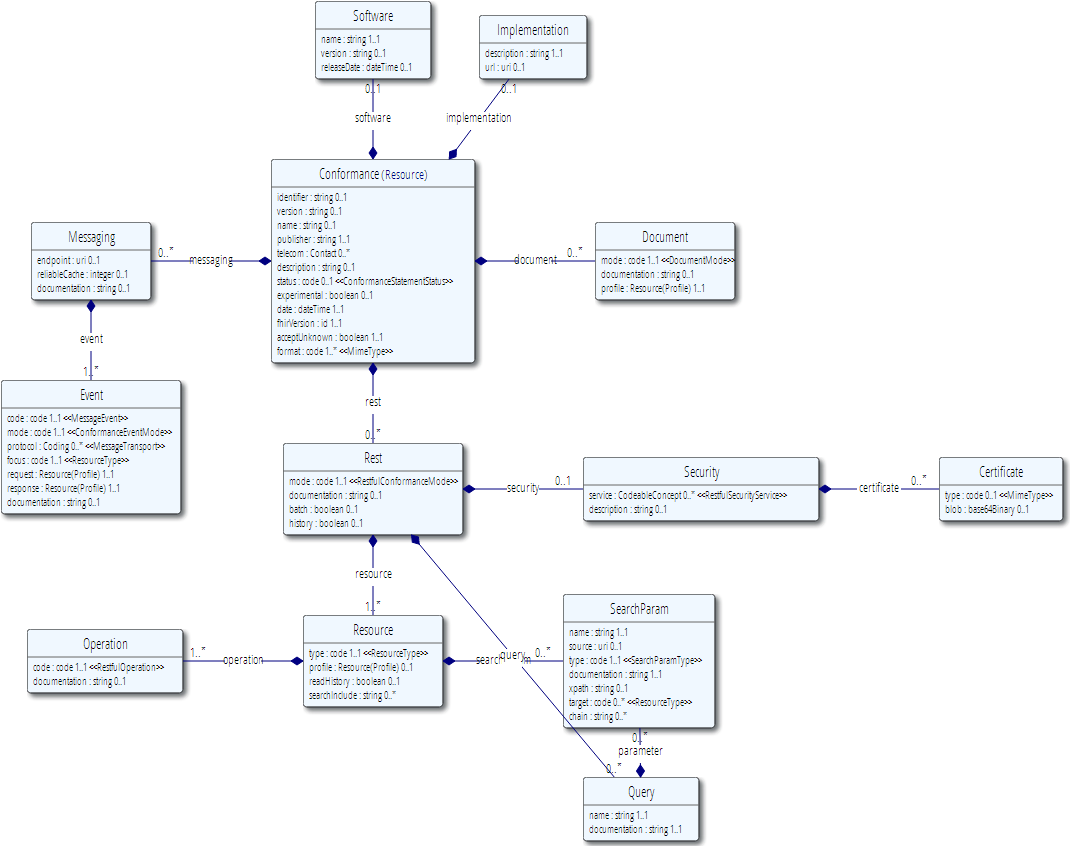 Software
name : string 1..1
version : string 0..1
releaseDate : dateTime 0..1
Implementation
description : string 1..1
url : uri 0..1
0..1
0..1
software
implementation
Conformance (Resource)
identifier : string 0..1
version : string 0..1
name : string 0..1
publisher : string 1..1
telecom : Contact 0..*
description : string 0..1
status : code 0..1 <<ConformanceStatementStatus>>
experimental : boolean 0..1
date : dateTime 1..1
fhirVersion : id 1..1
acceptUnknown : boolean 1..1
format : code 1..* <<MimeType>>
Messaging
endpoint : uri 0..1
reliableCache : integer 0..1
documentation : string 0..1
0..*
messaging
document
0..*
Document
mode : code 1..1 <<DocumentMode>>
documentation : string 0..1
profile : Resource(Profile) 1..1
event
1..*
Event
code : code 1..1 <<MessageEvent>>
mode : code 1..1 <<ConformanceEventMode>>
protocol : Coding 0..* <<MessageTransport>>
focus : code 1..1 <<ResourceType>>
request : Resource(Profile) 1..1
response : Resource(Profile) 1..1
documentation : string 0..1
rest
0..*
Rest
mode : code 1..1 <<RestfulConformanceMode>>
documentation : string 0..1
batch : boolean 0..1
history : boolean 0..1
security
0..1
Security
service : CodeableConcept 0..* <<RestfulSecurityService>>
description : string 0..1
certificate
0..*
Certificate
type : code 0..1 <<MimeType>>
blob : base64Binary 0..1
resource
1..*
Resource
type : code 1..1 <<ResourceType>>
profile : Resource(Profile) 0..1
readHistory : boolean 0..1
searchInclude : string 0..*
Operation
code : code 1..1 <<RestfulOperation>>
documentation : string 0..1
1..*
operation
query
0..*
SearchParam
name : string 1..1
source : uri 0..1
type : code 1..1 <<SearchParamType>>
documentation : string 1..1
xpath : string 0..1
target : code 0..* <<ResourceType>>
chain : string 0..*
0..*
parameter
0..*
Query
name : string 1..1
documentation : string 1..1